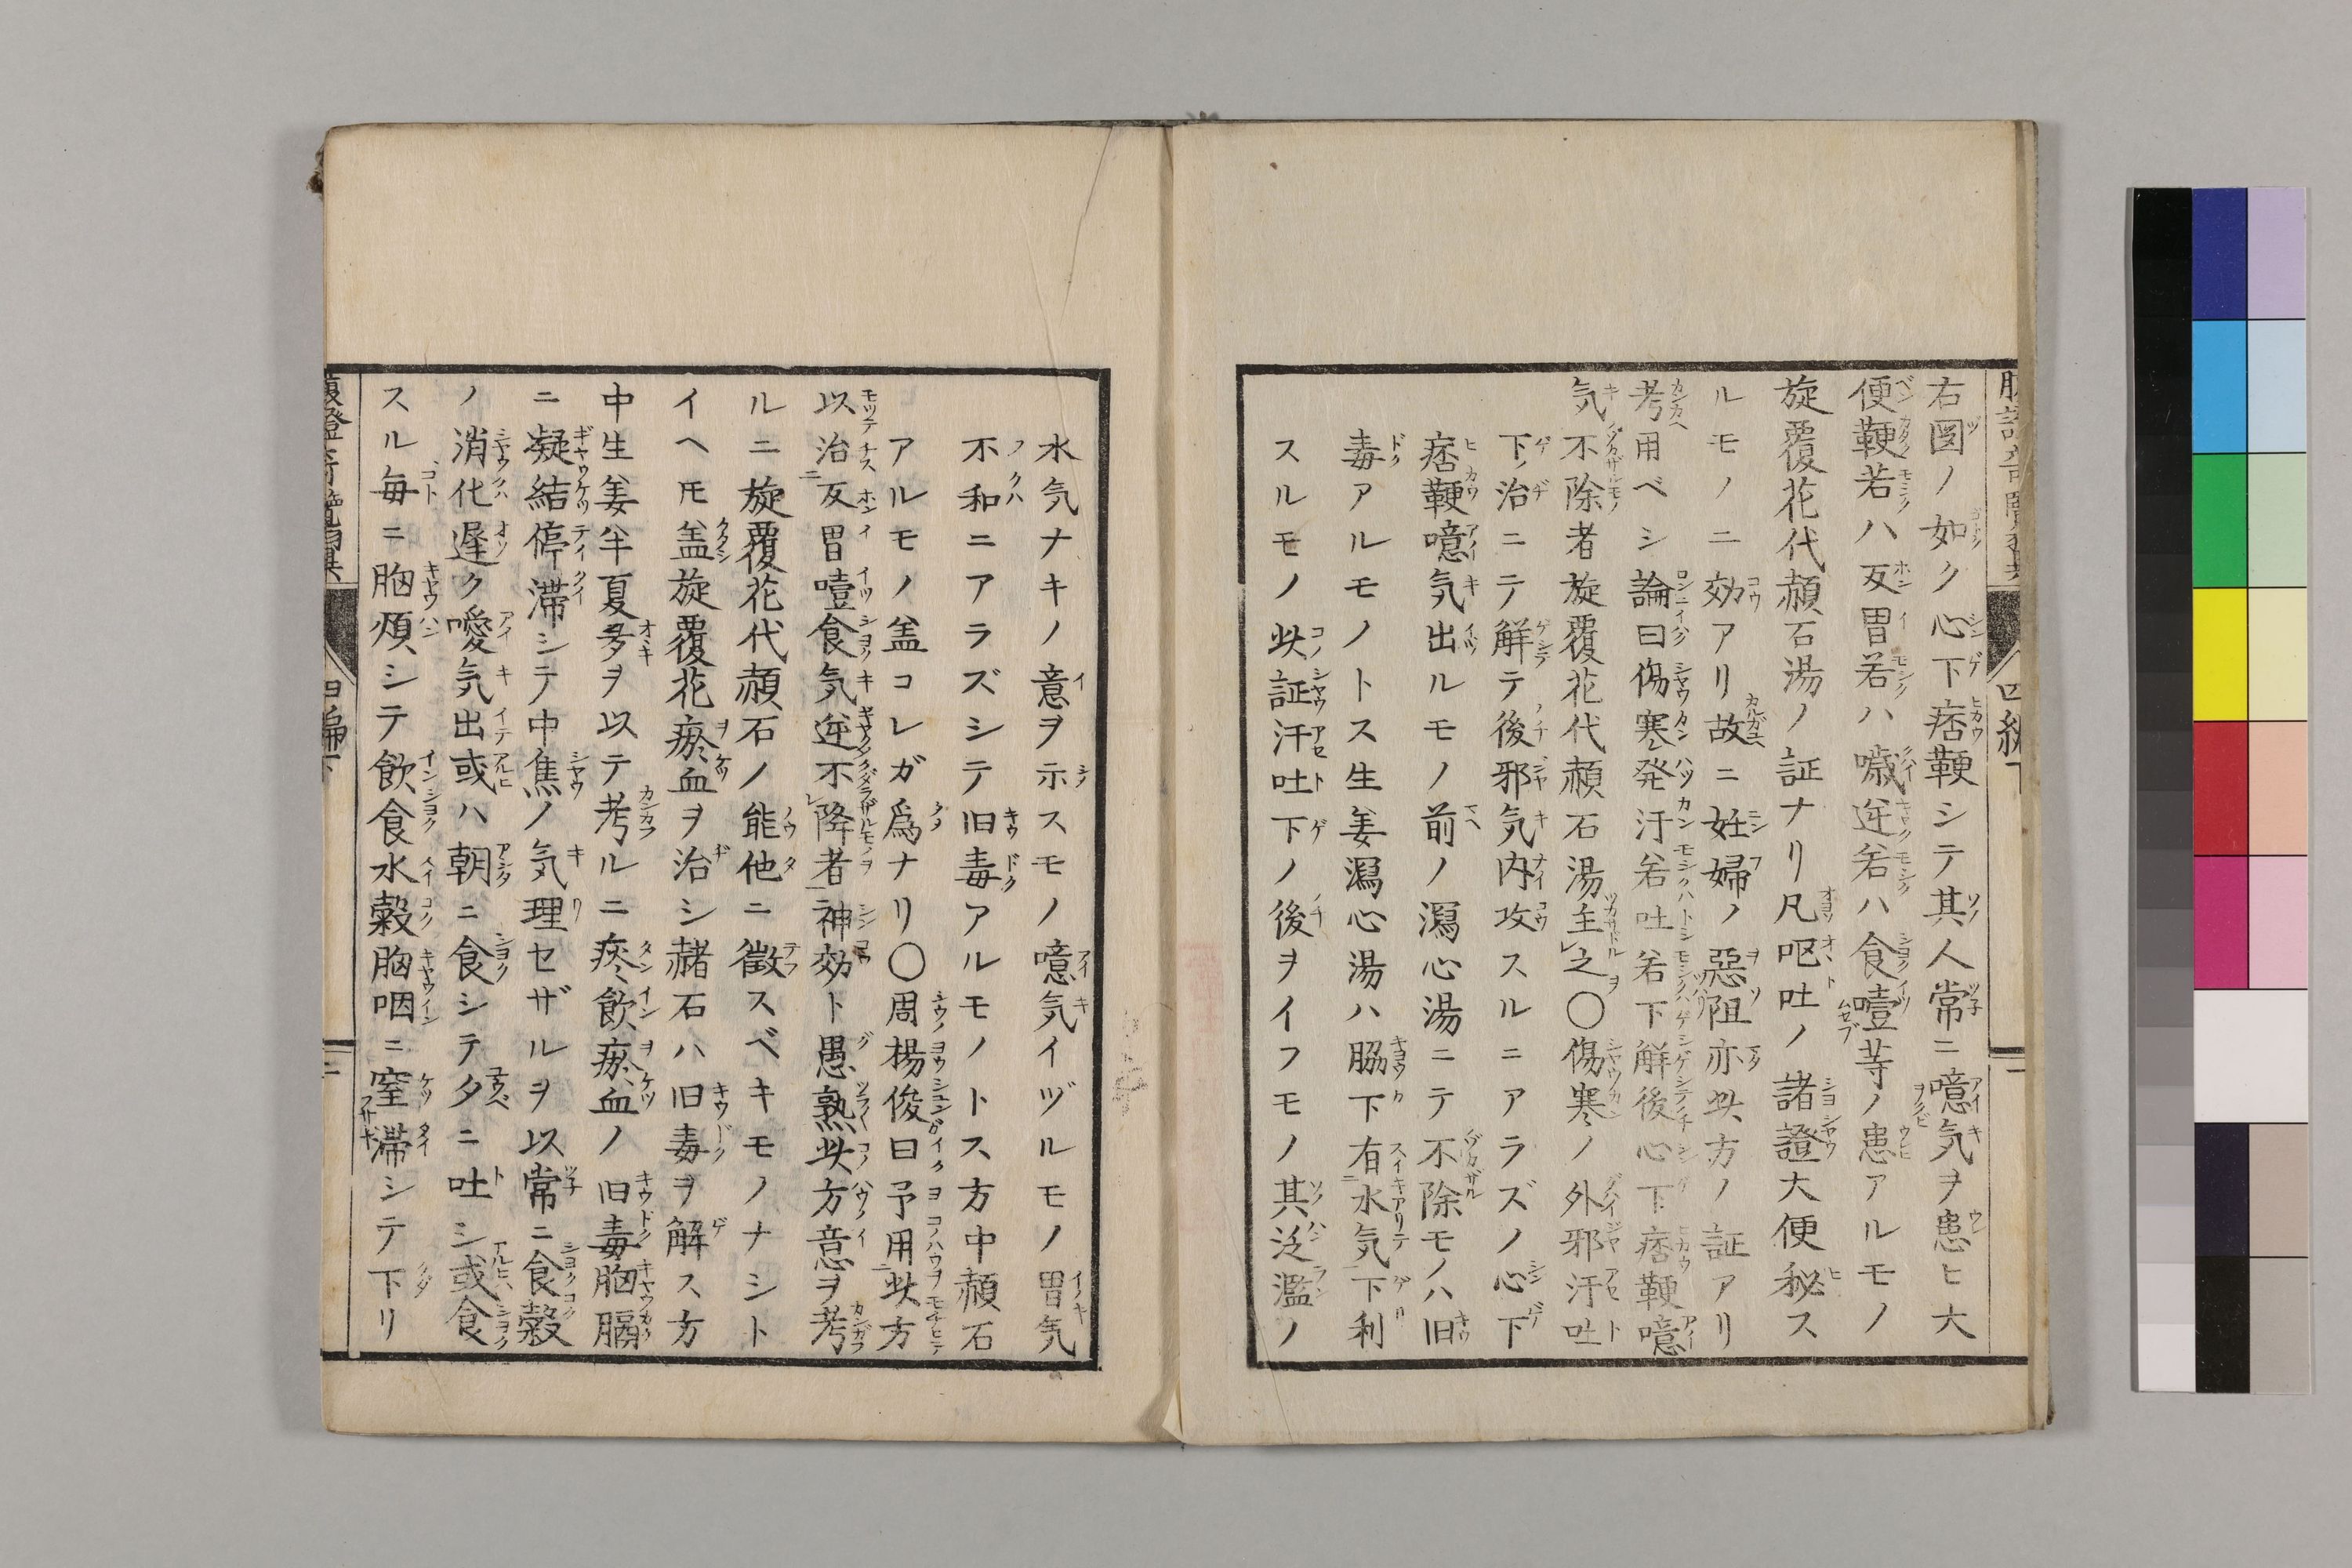 右図ノ如ク心下痞鞕シテ其人常ニ噫気ヲ患ヒ大
便鞕若ハ反胃若ハ噦逆若ハ食噎等ノ患アルモノ
旋覆花代赭石湯ノ証ナリ凡呕吐ノ諸證大便秘ス
ルモノニ効アリ故ニ妊婦ノ惡阻亦此方ノ証アリ
考用ベシ論曰傷寒発汗若吐若下解後心下痞鞕噫
気不除者旋覆花代赭石湯主之〇傷寒ノ外邪汗吐
下ノ治ニテ解テ後邪気内攻スルニアラズノ心下
痞鞕噫気出ルモノ前ノ瀉心湯ニテ不除モノハ旧
毒アルモノトス生姜瀉心湯ハ脇下有水気下利
スルモノ此証汗吐下ノ後ヲイフモノ其泛濫ノ
水気ナキノ意ヲ示スモノ噫気イヅルモノ胃気
不和ニアラズシテ旧毒アルモノトス方中赭石
アルモノ盖コレガ爲ナリ〇周楊俊曰予用此方
以治反胃噎食気逆不降者神効ト愚熟此方意ヲ考
ルニ旋覆花代赭石ノ能他ニ徴スベキモノナシト
イヘ𪜈盖旋覆花瘀血ヲ治シ赭石ハ旧毒ヲ解ス方
中生姜半夏多ヲ以テ考ルニ痰飲瘀血ノ旧毒胸膈
ニ凝結停滞シテ中焦ノ気理セザルヲ以常ニ食穀
ノ消化遅ク噯気出或ハ朝ニ食シテ夕ニ吐シ或食
スル毎ニ胸煩シテ飲食水穀胸咽ニ窒滞シテ下リ
四編下
二